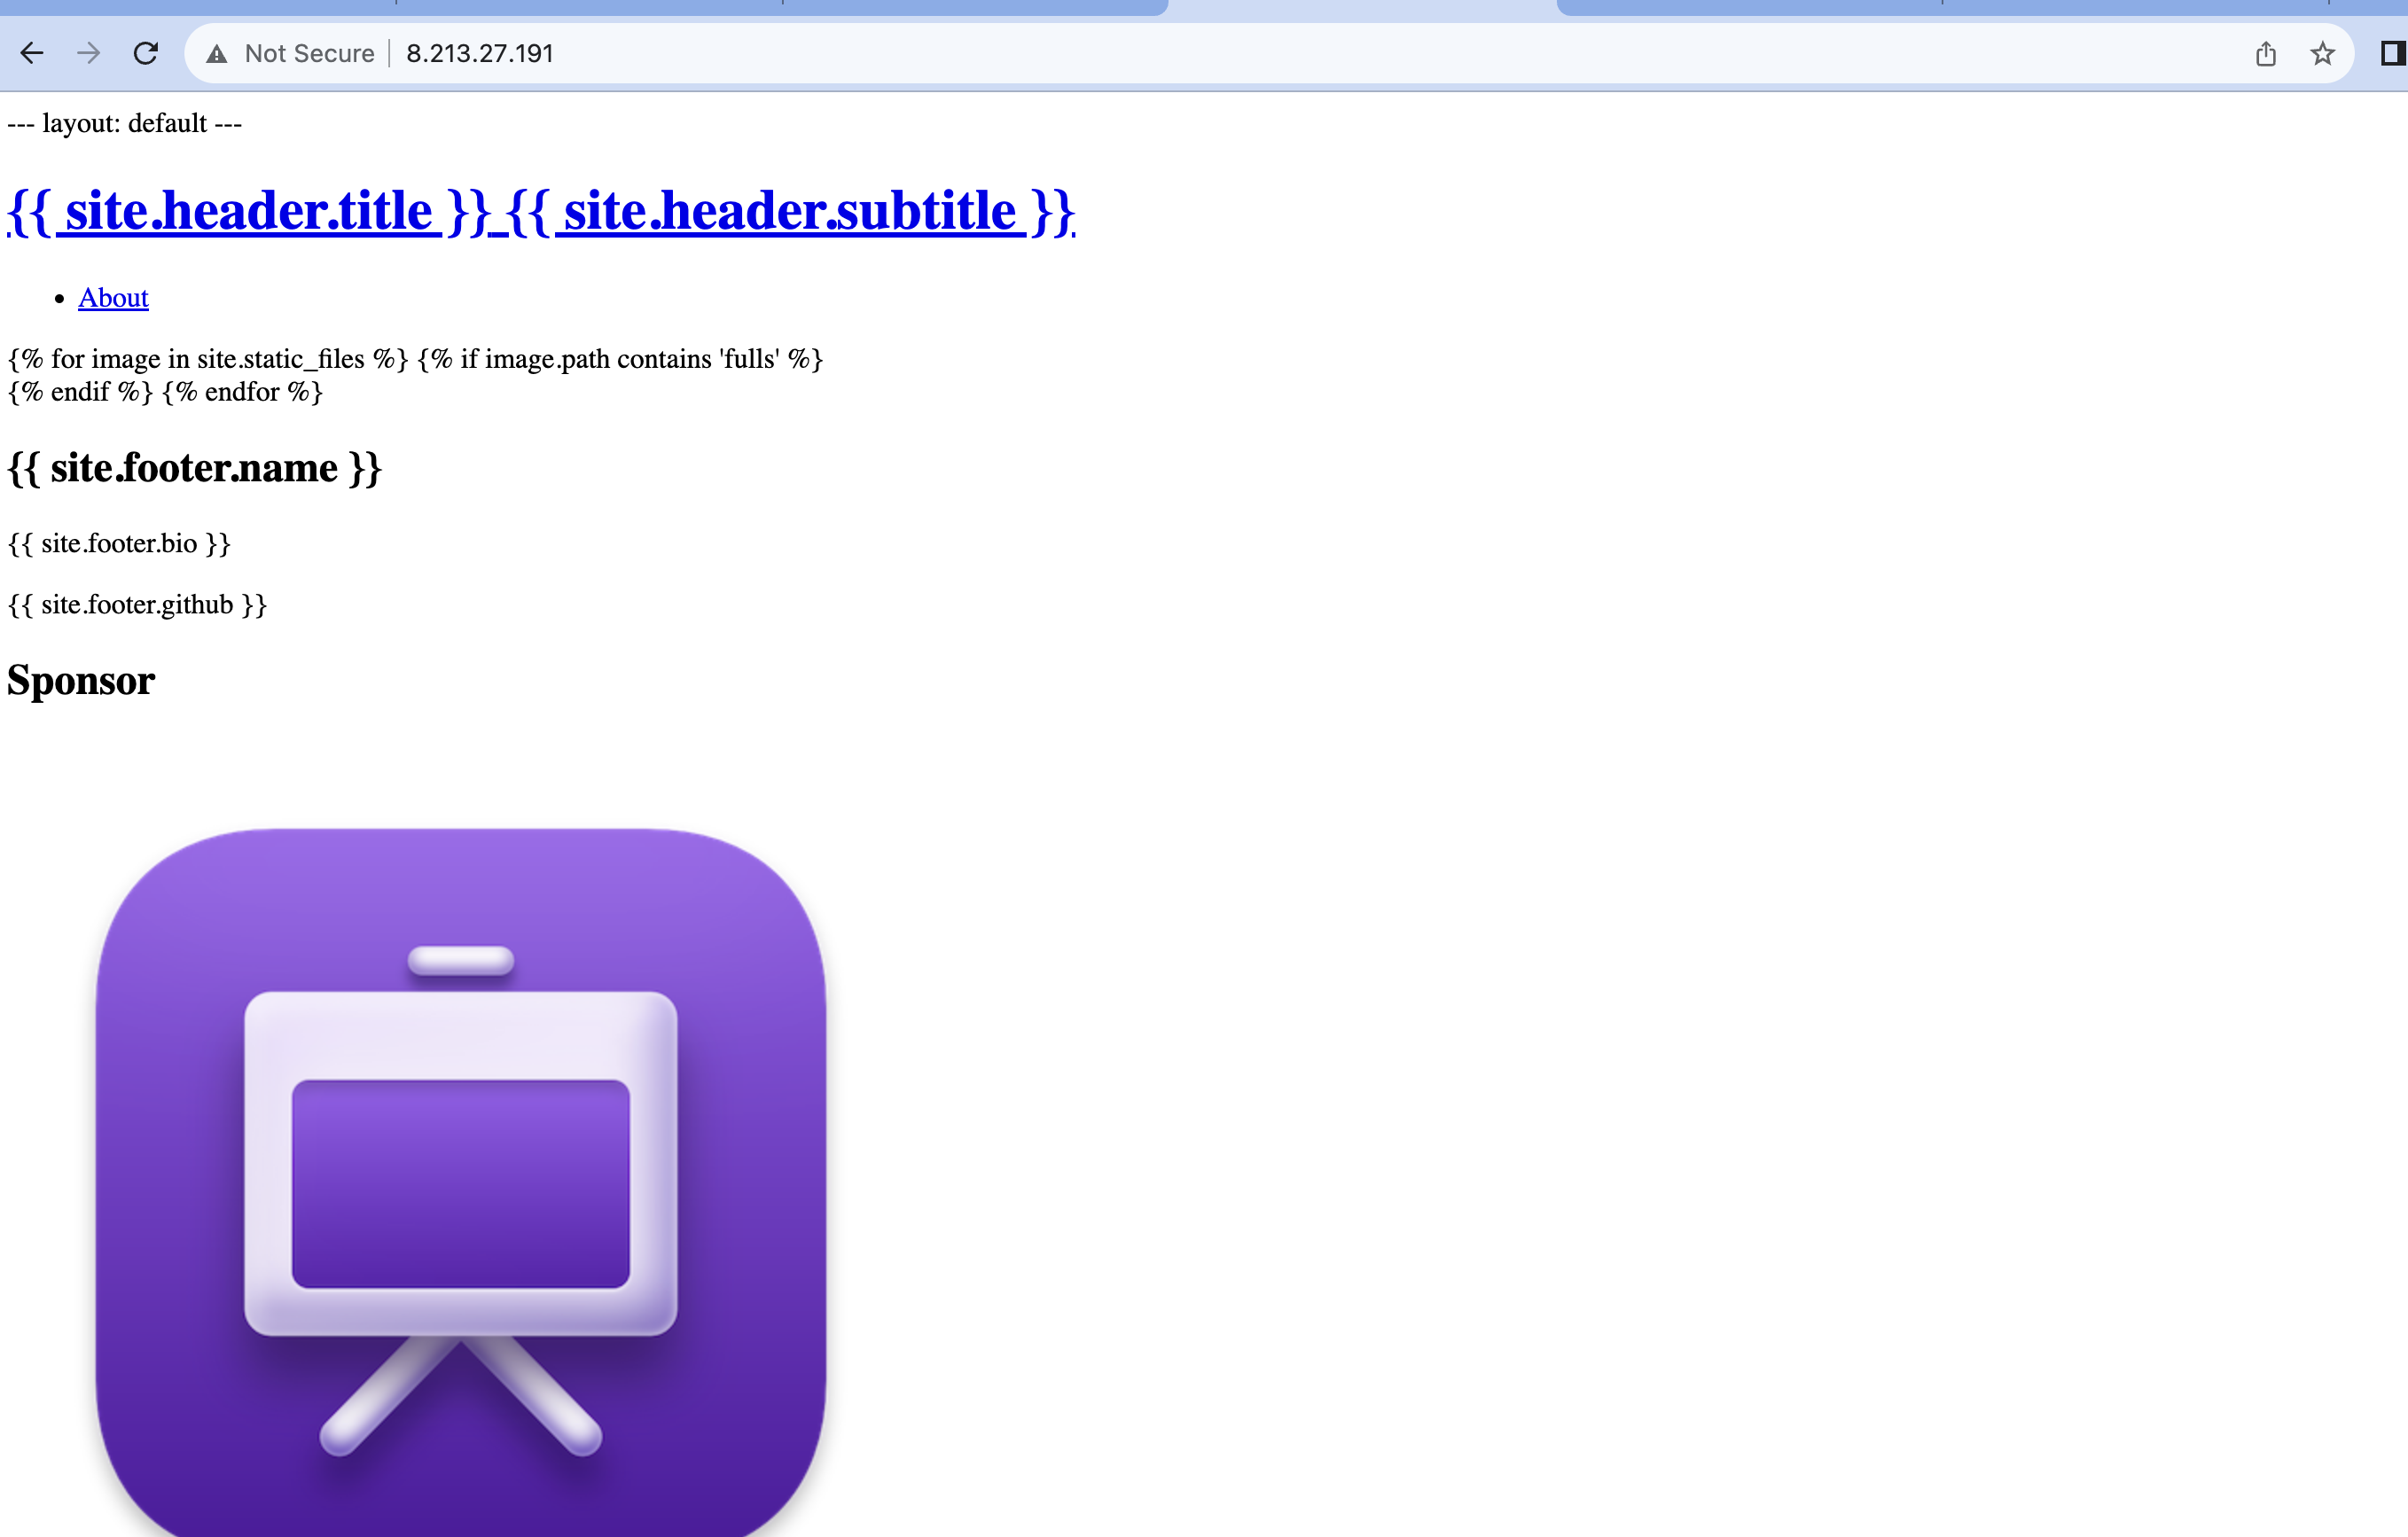 Not Secure
8.213.27.191
--- layout: default ---
{{ site.header.title }} {{ site.header.subtitle }}
About
{% for image in site.static_files %} {% if image.path contains 'fulls' %}
{% endif %} {% endfor %}
{{ site.footer.name }}
{{ site.footer.bio }}
{{ site.footer.github }}
Sponsor